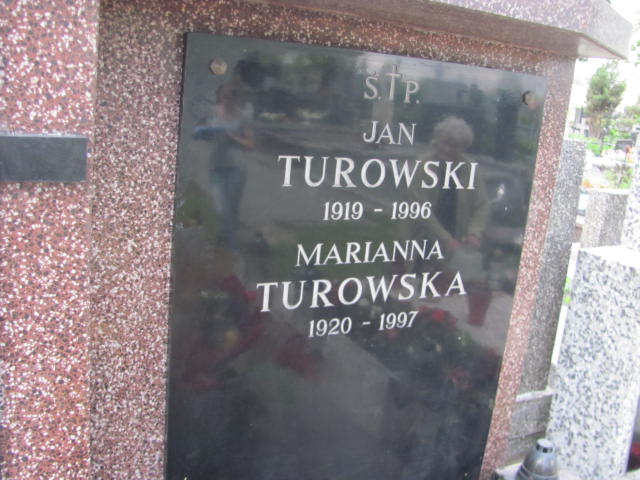 Ś.†P.
JAN
TUROWSKI
1919 - 1996
MARIANNA
TUROWSKA
1920 - 1997